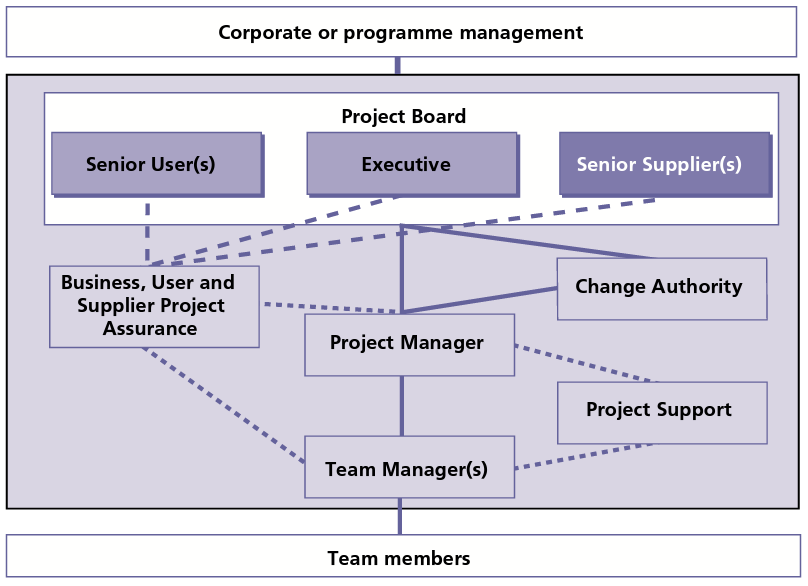 Corporate or programme management
Project Board
Senior User(s)
Executive
Senior Supplier(s)
Business, User and
Supplier Project
Assurance
Change Authority
Project Manager
Project Support
Team Manager(s)
Team members